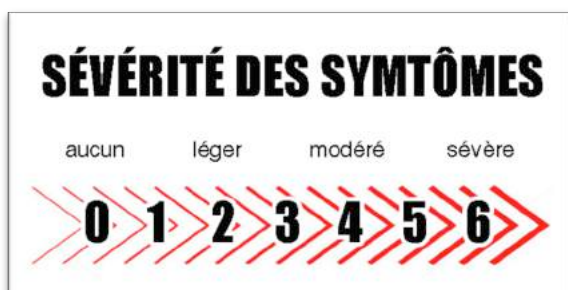 SÉVÉRITÉ DES SYMTÔMES
aucun léger modéré sévère
0 1 2 3 4 5 6